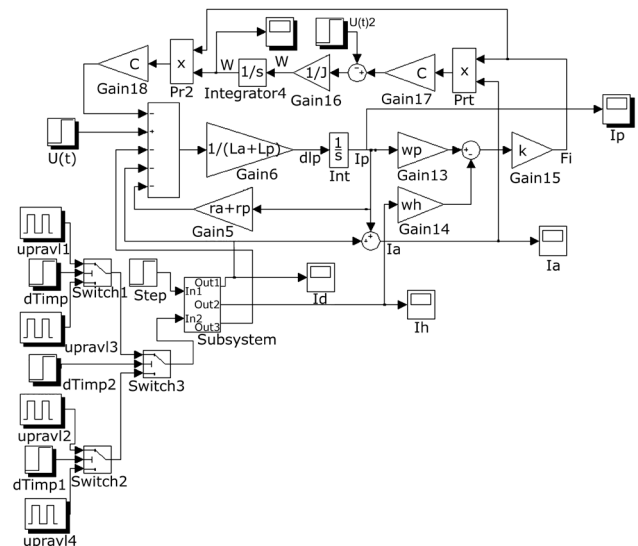 U(t)2
C
Gain18
x
Pr2
W
1/s
Integrator4
W
1/J
Gain16
−
+
C
Gain17
x
Prt
U(t)
−
+
−
−
−
1/(La+Lp)
Gain6
dIp
1
s
Int
Ip
wp
Gain13
+
−
k
Gain15
Fi
Ip
ra+rp
Gain5
wh
Gain14
+
+
Ia
Ia
upravl1
dTimp
Switch1
upravl3
Step
In1
In2
Out1
Out2
Out3
Subsystem
Id
Ih
dTimp2
Switch3
upravl2
dTimp1
Switch2
upravl4